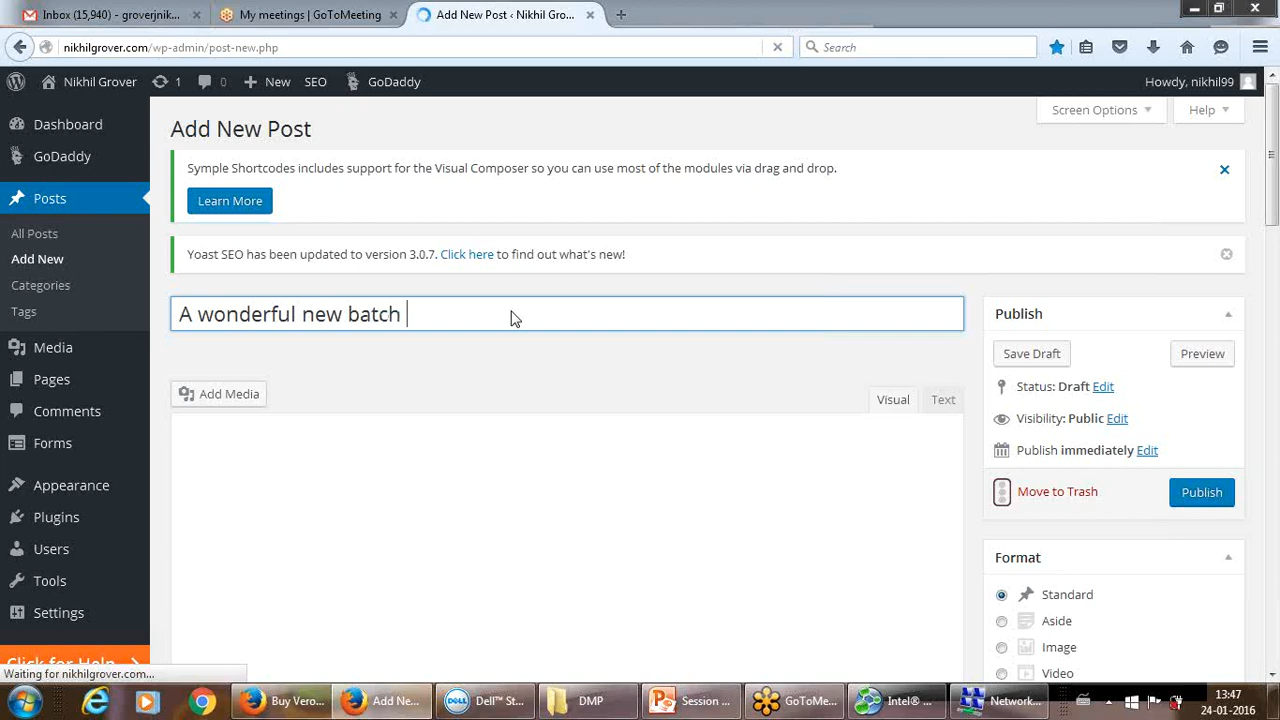 Inbox (15,940) - groverjnik...
My meetings | GoToMeeting
Add New Post ‹ Nikhil Gro...
nikhilgrover.com/wp-admin/post-new.php
Search
Nikhil Grover
1
0
New
SEO
GoDaddy
Howdy, nikhil99
Screen Options
Help
Dashboard
GoDaddy
Posts
All Posts
Add New
Categories
Tags
Media
Pages
Comments
Forms
Appearance
Plugins
Users
Tools
Settings
Click for Help
Add New Post
Symple Shortcodes includes support for the Visual Composer so you can use most of the modules via drag and drop.
Learn More
Yoast SEO has been updated to version 3.0.7. Click here to find out what's new!
A wonderful new batch
Add Media
Visual
Text
Publish
Save Draft
Preview
Status: Draft Edit
Visibility: Public Edit
Publish immediately Edit
Move to Trash
Publish
Format
Standard
Aside
Image
Video
Waiting for nikhilgrover.com...
Buy Vero...
Add Ne...
Dell™ St...
DMP
Session ...
GoToMe...
Intel® ...
Network...
13:47
24-01-2016